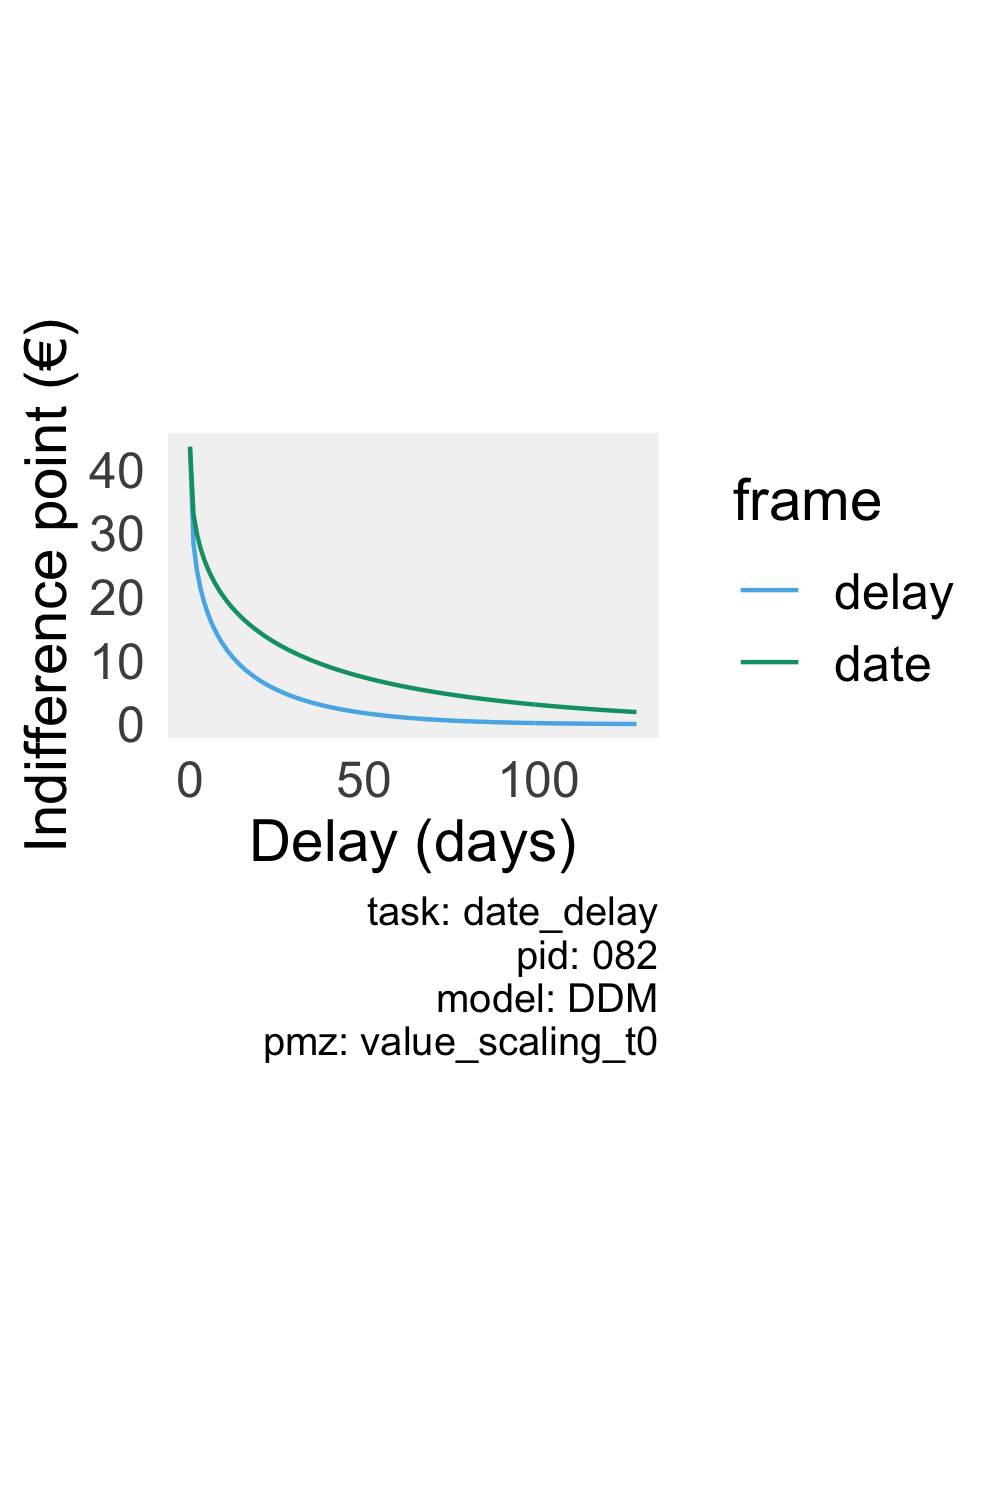 Indifference point (€)
40
30
20
10
0
0 50 100
Delay (days)
frame
delay
date
task: date_delay
pid: 082
model: DDM
pmz: value_scaling_t0